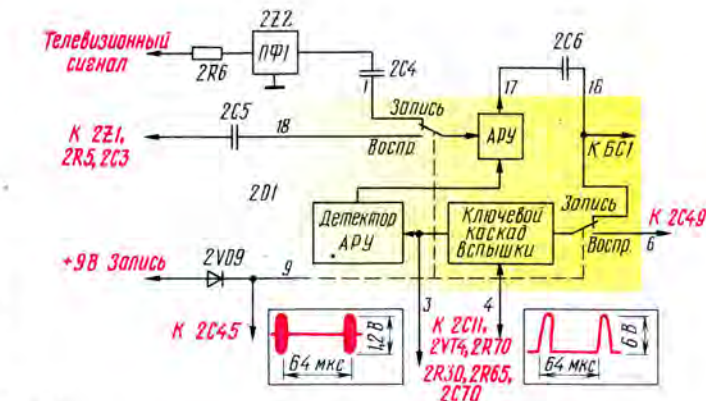 Телевизионный
сигнал
2R6
2Z2
ПФ1
2C4
1
2C6
17
16
Запись
АРУ
К БС1
2C5
18
Воспр.
К 2Z1,
2R5, 2C3
2D1
Детектор
АРУ
Ключевой
каскад
вспышки
Запись
Воспр.
К 2C49
6
+9В Запись
2VD9
9
3
4
К 2C45
1,2 В
64 мкс
К 2C11,
2VT4, 2R70
2R30, 2R65,
2C70
6 В
64 мкс